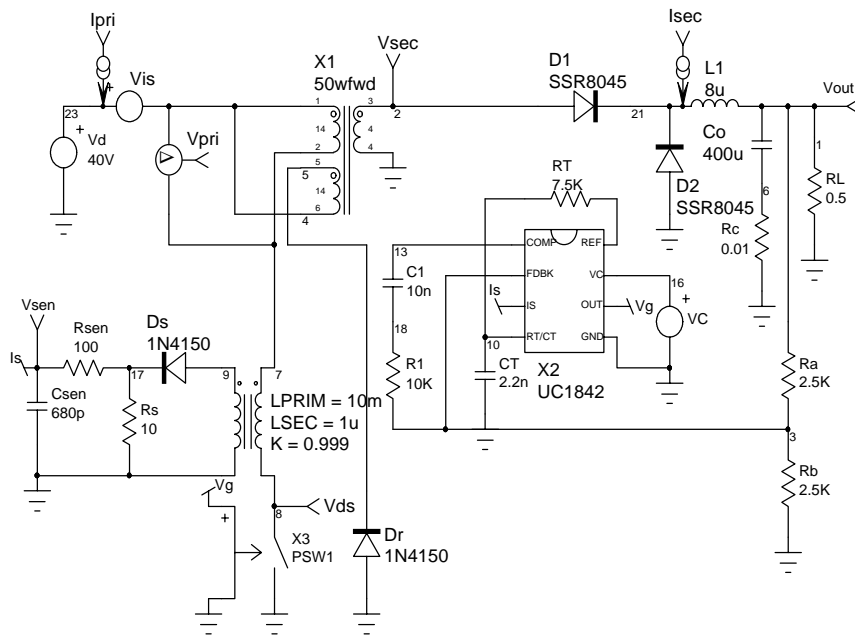 Ipri
Isec
Vis
X1
50wfwd
Vsec
D1
SSR8045
L1
8u
Vout
23
Vd
40V
Vpri
1
14
2
5
5
14
6
4
3
4
4
2
21
Co
400u
D2
SSR8045
6
Rc
0.01
1
RL
0.5
RT
7.5K
13
C1
10n
COMP
REF
FDBK
VC
IS
OUT
RT/CT
GND
Is
Vg
16
VC
10
18
R1
10K
CT
2.2n
X2
UC1842
Ra
2.5K
3
Rb
2.5K
Vsen
Rsen
100
Ds
1N4150
Is
17
9
7
Csen
680p
Rs
10
LPRIM = 10m
LSEC = 1u
K = 0.999
Vg
8
Vds
X3
PSW1
Dr
1N4150